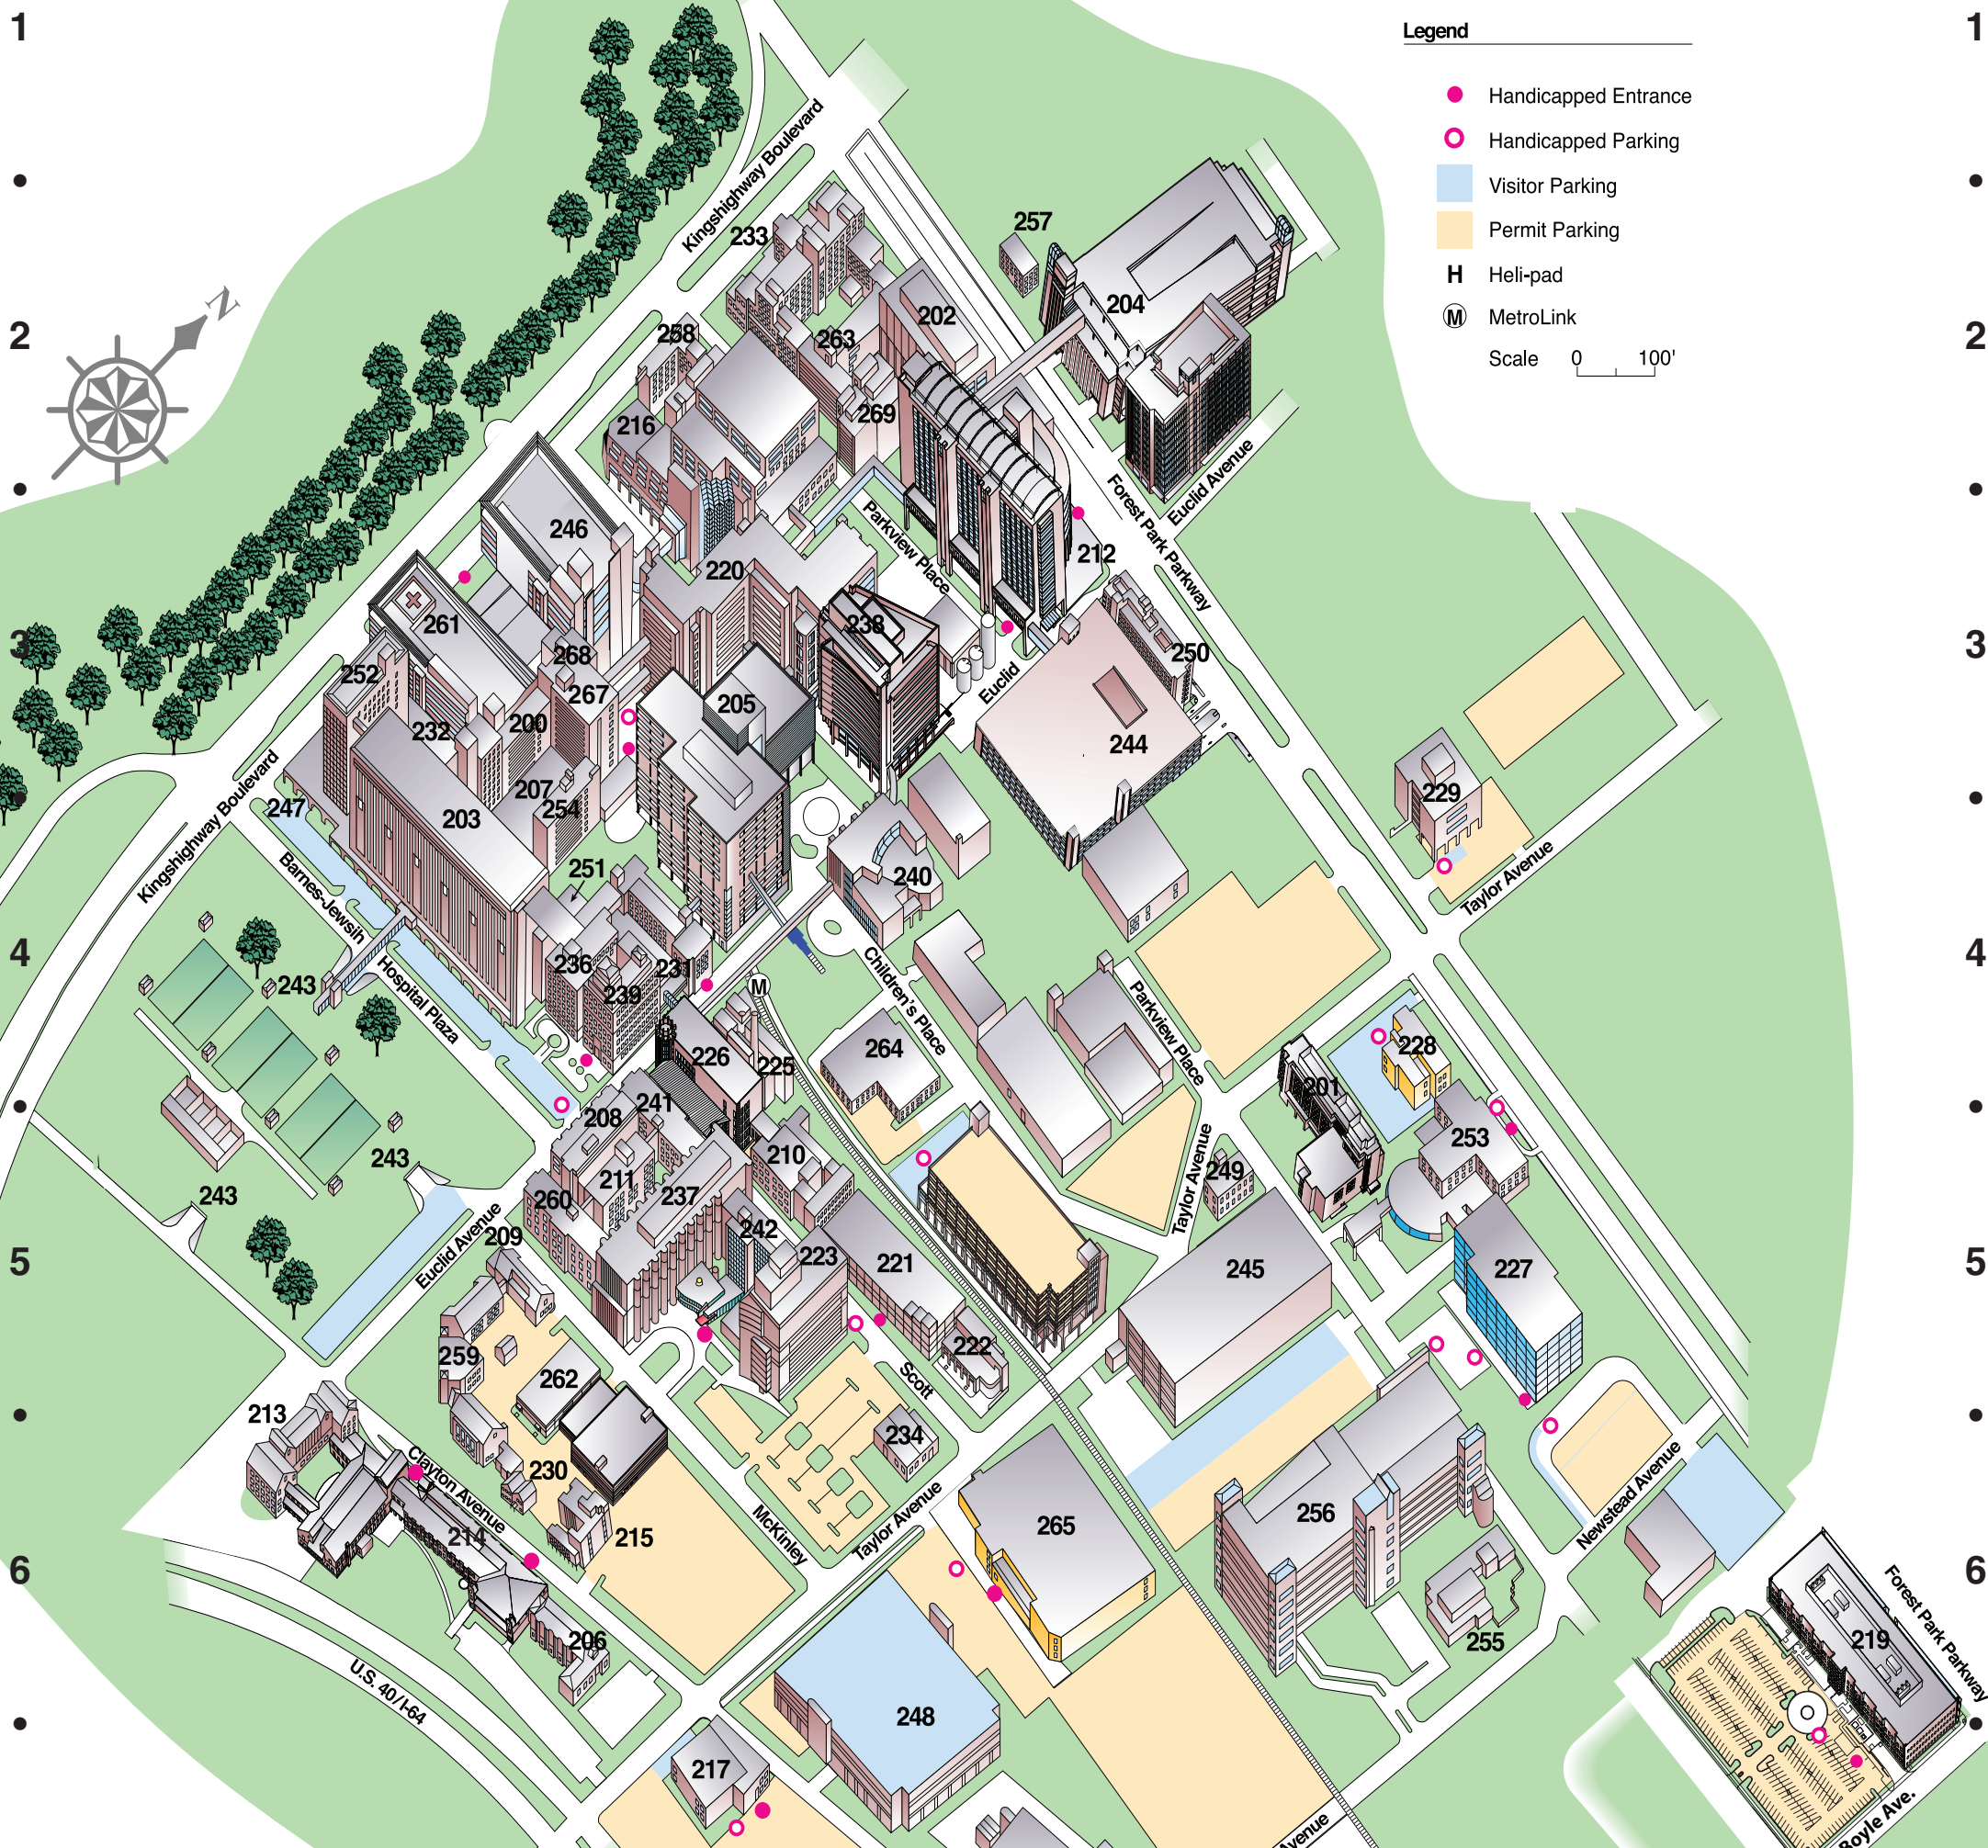 1
1
Legend
Handicapped Entrance
Handicapped Parking
Visitor Parking
Permit Parking
H Heli-pad
M MetroLink
Scale 0 100'
Kingshighway Boulevard
257
233
N
204
2
2
258
263
202
216
269
Euclid Avenue
Forest Park Parkway
Parkview Place
246
212
220
261
238
3
3
268
250
252
267
Euclid
205
232
200
244
207
254
229
247
203
Kingshighway Boulevard
Barnes-Jewsih
Hospital Plaza
251
240
Taylor Avenue
4
4
236
231
243
239
M
Children's Place
Parkview Place
226
225
264
228
201
208
241
253
243
210
211
237
249
Taylor Avenue
243
260
242
209
223
221
5
5
Euclid Avenue
245
227
259
222
262
Scott
213
234
Clayton Avenue
230
214
215
McKinley
Taylor Avenue
265
256
Newstead Avenue
6
6
206
255
219
Forest Park Parkway
U.S. 40/I-64
248
217
Boyle Ave.
Avenue